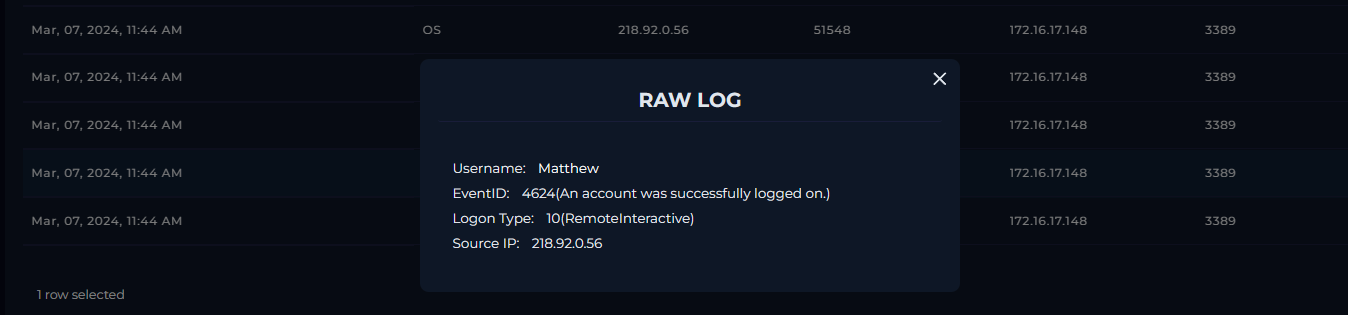 Mar, 07, 2024, 11:44 AM OS 218.92.0.56 51548 172.16.17.148 3389
Mar, 07, 2024, 11:44 AM 172.16.17.148 3389
Mar, 07, 2024, 11:44 AM 172.16.17.148 3389
Mar, 07, 2024, 11:44 AM 172.16.17.148 3389
Mar, 07, 2024, 11:44 AM 172.16.17.148 3389
RAW LOG
Username: Matthew
EventID: 4624(An account was successfully logged on.)
Logon Type: 10(RemoteInteractive)
Source IP: 218.92.0.56
1 row selected